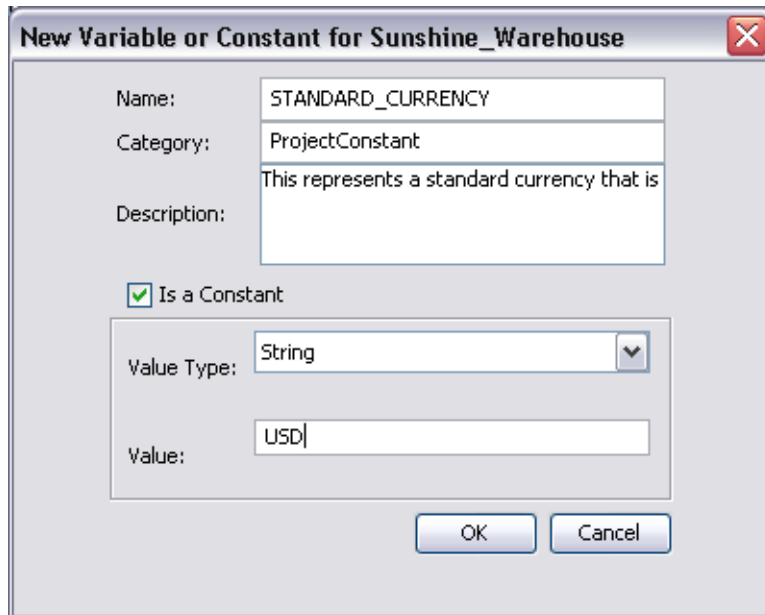 New Variable or Constant for Sunshine_Warehouse
Name: STANDARD_CURRENCY
Category: ProjectConstant
Description: This represents a standard currency that is
Is a Constant
Value Type: String
Value: USD
OK Cancel